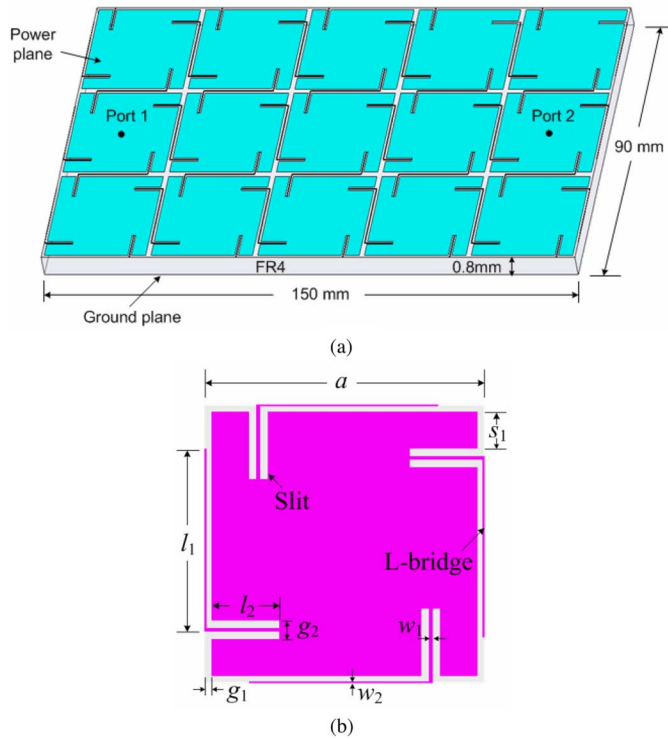 Power
plane
Port 1
Port 2
90 mm
FR4
0.8mm
150 mm
Ground plane
(a)
a
s1
Slit
l1
L-bridge
l2
g2
w1
g1
w2
(b)